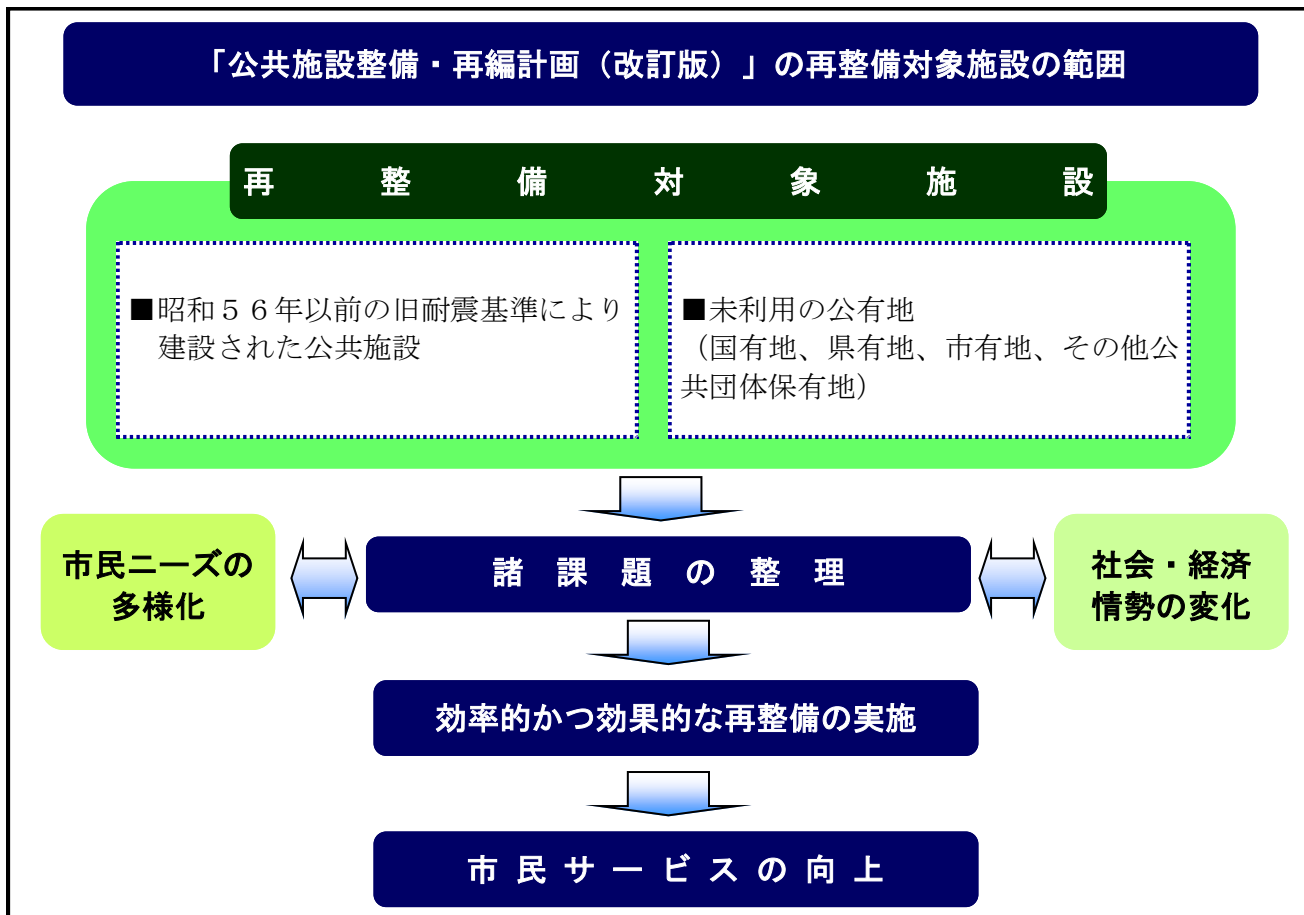 「公共施設整備・再編計画（改訂版）」の再整備対象施設の範囲
再整備対象施設
■昭和５６年以前の旧耐震基準により
建設された公共施設
■未利用の公有地
（国有地、県有地、市有地、その他公
共団体保有地）
市民ニーズの
多様化
諸課題の整理
社会・経済
情勢の変化
効率的かつ効果的な再整備の実施
市民サービスの向上